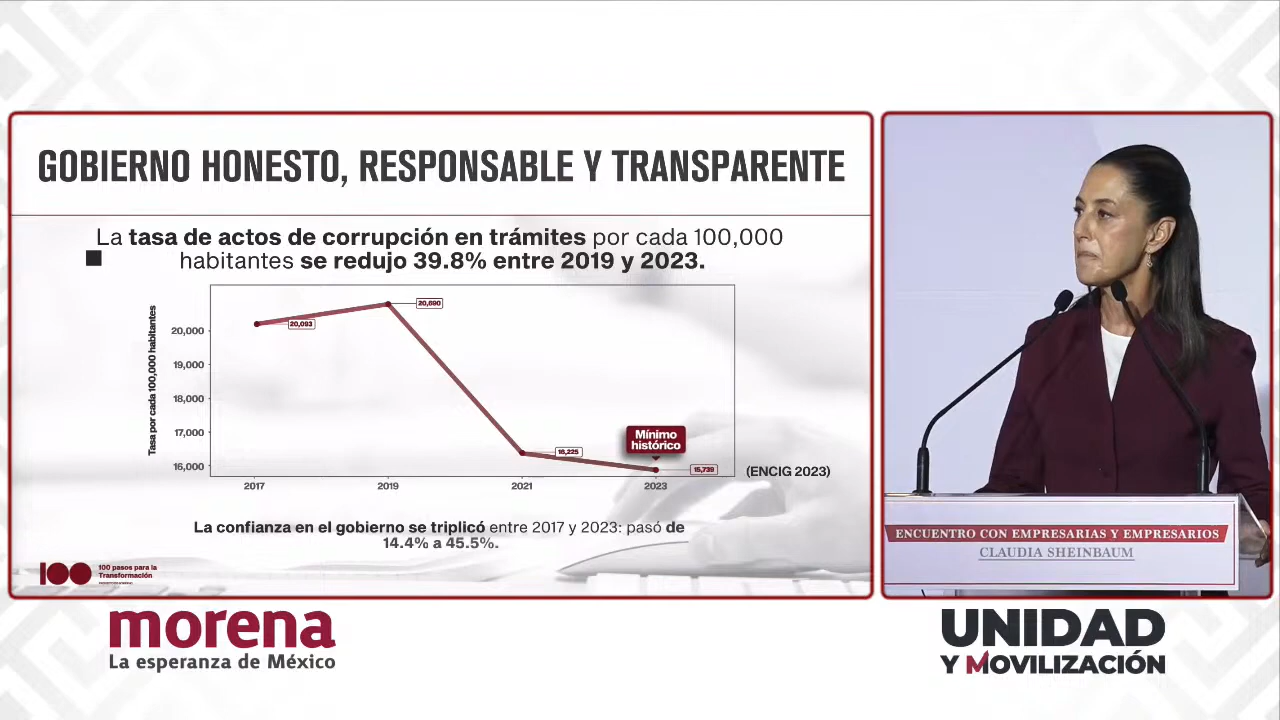 GOBIERNO HONESTO, RESPONSABLE Y TRANSPARENTE
La tasa de actos de corrupción en trámites por cada 100,000
habitantes se redujo 39.8% entre 2019 y 2023.
Tasa por cada 100,000 habitantes
20,000
19,000
18,000
17,000
16,000
20,093
20,690
16,225
15,739
Mínimo
histórico
2017
2019
2021
2023
(ENCIG 2023)
La confianza en el gobierno se triplicó entre 2017 y 2023: pasó de
14.4% a 45.5%.
100
100 pasos para la
Transformación
ENCUENTRO CON EMPRESARIAS Y EMPRESARIOS
CLAUDIA SHEINBAUM
morena
La esperanza de México
UNIDAD
Y MOVILIZACIÓN